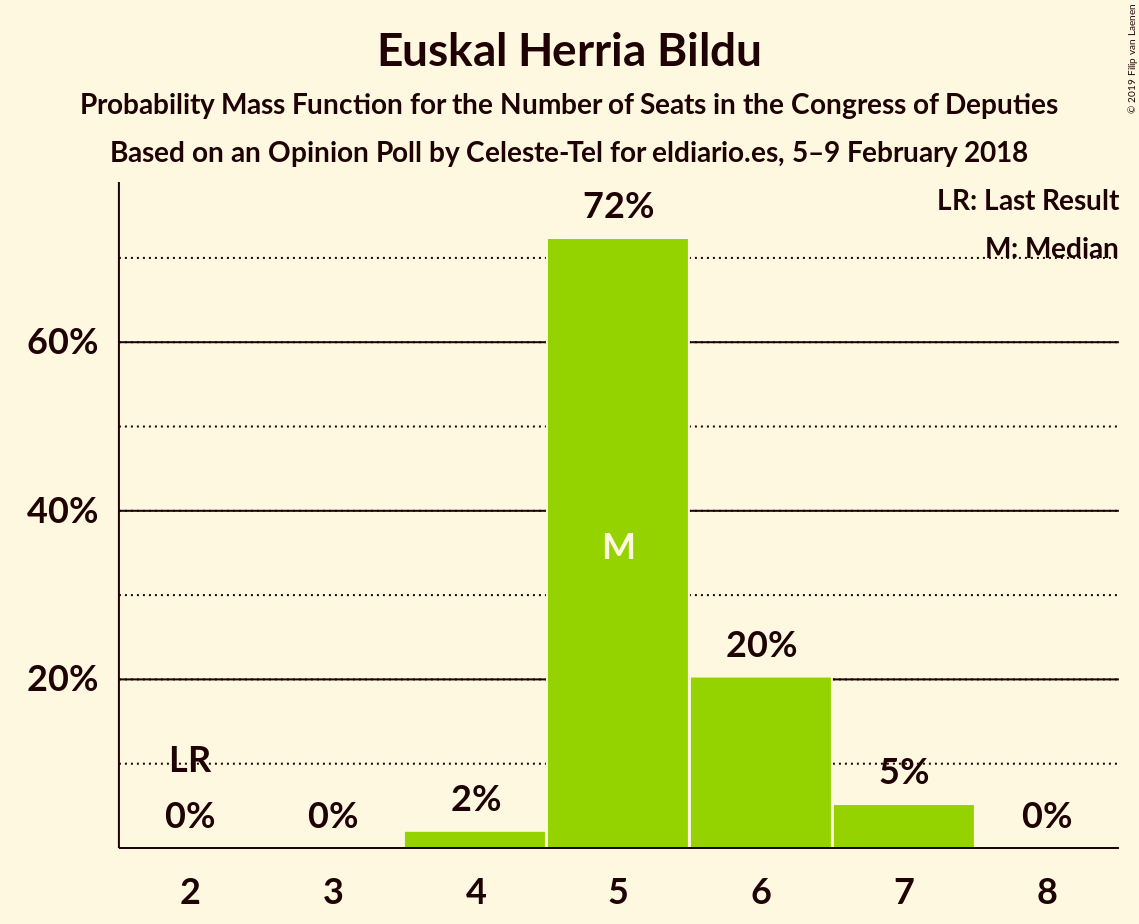 Euskal Herria Bildu
Probability Mass Function for the Number of Seats in the Congress of Deputies
Based on an Opinion Poll by Celeste-Tel for eldiario.es, 5–9 February 2018
© 2019 Filip van Laenen
LR: Last Result
M: Median
72%
60%
40%
M
20%
20%
LR
5%
2%
0%
0%
0%
2
3
4
5
6
7
8